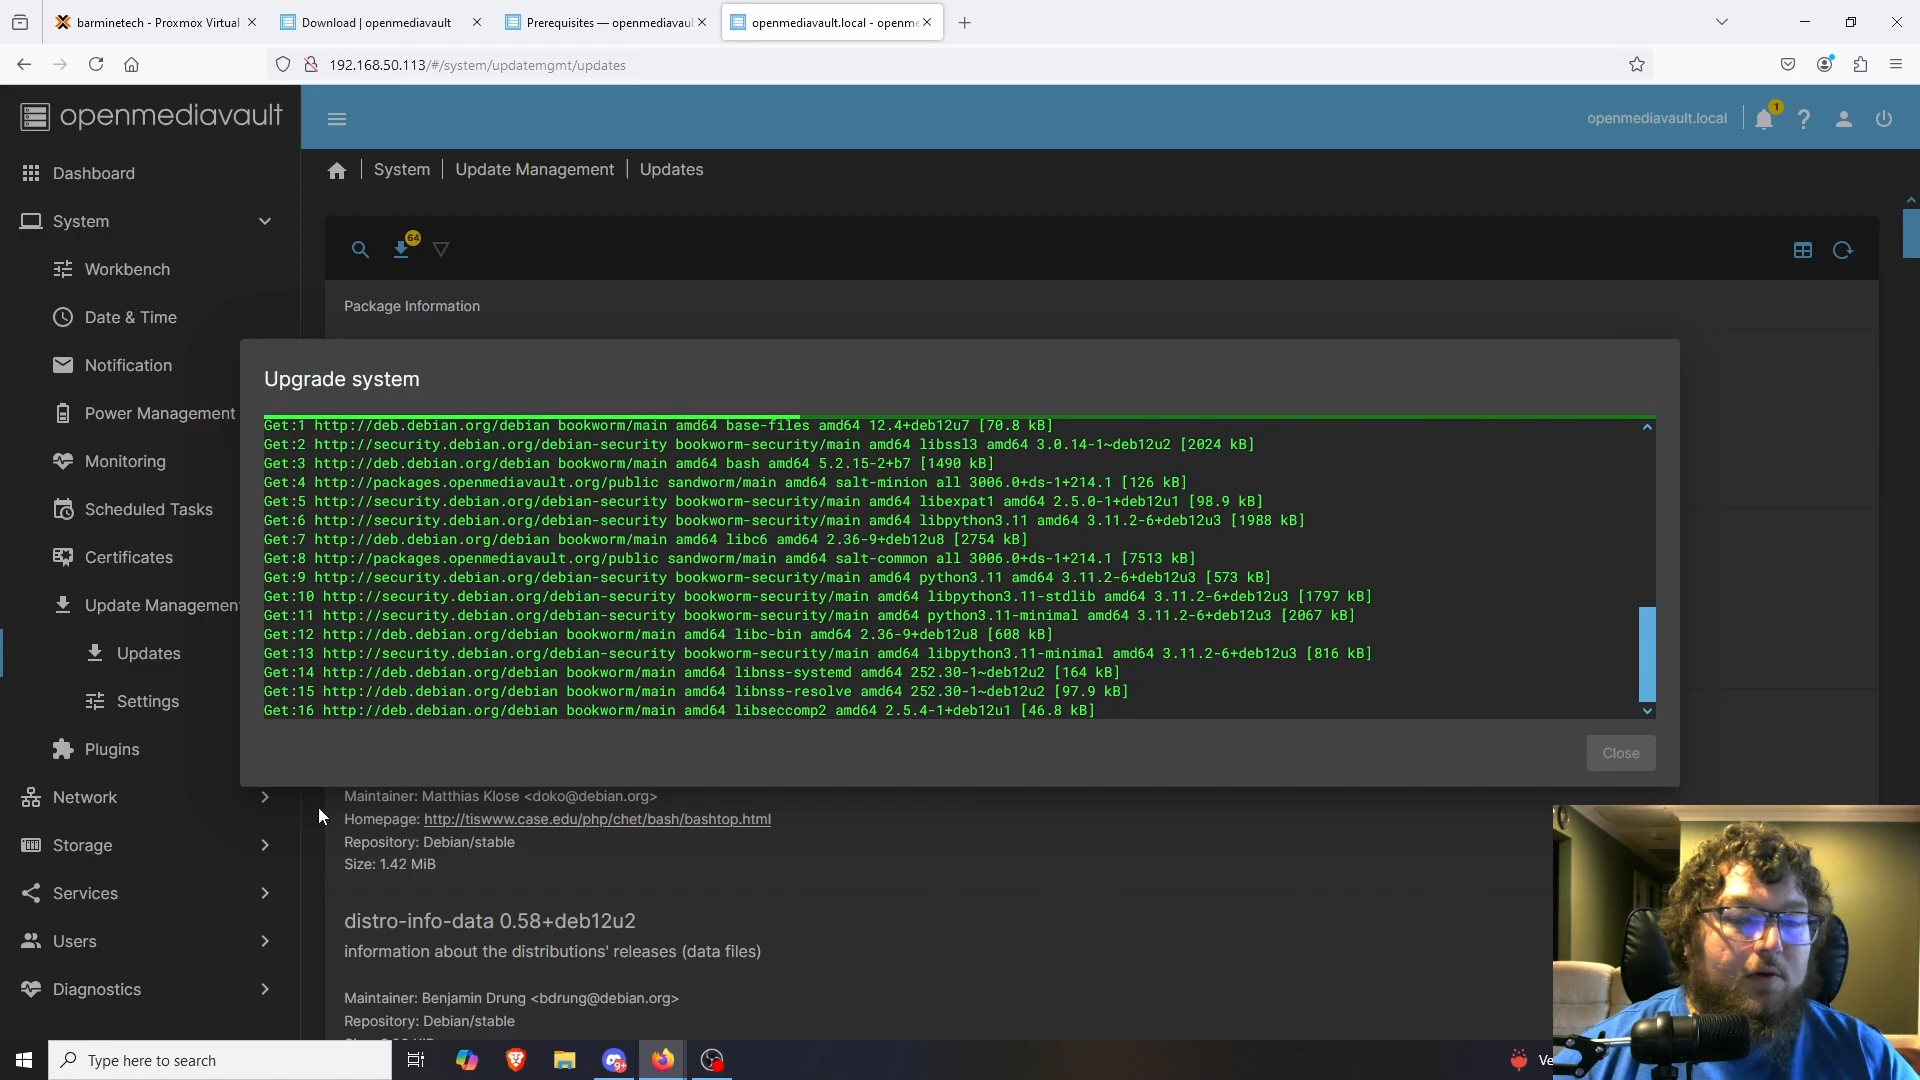 barminetech - Proxmox Virtual
Download | openmediavault
Prerequisites — openmediavau
openmediavault.local - openme
192.168.50.113/#/system/updatemgmt/updates
openmediavault
openmediavault.local
1
Dashboard
System
Workbench
Date & Time
Notification
Power Management
Monitoring
Scheduled Tasks
Certificates
Update Managemen
Updates
Settings
Plugins
Network
Storage
Services
Users
Diagnostics
System
Update Management
Updates
64
Package Information
Upgrade system
Get:1 http://deb.debian.org/debian bookworm/main amd64 base-files amd64 12.4+deb12u7 [70.8 kB]
Get:2 http://security.debian.org/debian-security bookworm-security/main amd64 libssl3 amd64 3.0.14-1~deb12u2 [2024 kB]
Get:3 http://deb.debian.org/debian bookworm/main amd64 bash amd64 5.2.15-2+b7 [1490 kB]
Get:4 http://packages.openmediavault.org/public sandworm/main amd64 salt-minion all 3006.0+ds-1+214.1 [126 kB]
Get:5 http://security.debian.org/debian-security bookworm-security/main amd64 libexpat1 amd64 2.5.0-1+deb12u1 [98.9 kB]
Get:6 http://security.debian.org/debian-security bookworm-security/main amd64 libpython3.11 amd64 3.11.2-6+deb12u3 [1988 kB]
Get:7 http://deb.debian.org/debian bookworm/main amd64 libc6 amd64 2.36-9+deb12u8 [2754 kB]
Get:8 http://packages.openmediavault.org/public sandworm/main amd64 salt-common all 3006.0+ds-1+214.1 [7513 kB]
Get:9 http://security.debian.org/debian-security bookworm-security/main amd64 python3.11 amd64 3.11.2-6+deb12u3 [573 kB]
Get:10 http://security.debian.org/debian-security bookworm-security/main amd64 libpython3.11-stdlib amd64 3.11.2-6+deb12u3 [1797 kB]
Get:11 http://security.debian.org/debian-security bookworm-security/main amd64 python3.11-minimal amd64 3.11.2-6+deb12u3 [2067 kB]
Get:12 http://deb.debian.org/debian bookworm/main amd64 libc-bin amd64 2.36-9+deb12u8 [608 kB]
Get:13 http://security.debian.org/debian-security bookworm-security/main amd64 libpython3.11-minimal amd64 3.11.2-6+deb12u3 [816 kB]
Get:14 http://deb.debian.org/debian bookworm/main amd64 libnss-systemd amd64 252.30-1~deb12u2 [164 kB]
Get:15 http://deb.debian.org/debian bookworm/main amd64 libnss-resolve amd64 252.30-1~deb12u2 [97.9 kB]
Get:16 http://deb.debian.org/debian bookworm/main amd64 libseccomp2 amd64 2.5.4-1+deb12u1 [46.8 kB]
Close
Maintainer: Matthias Klose <doko@debian.org>
Homepage: http://tiswww.case.edu/php/chet/bash/bashtop.html
Repository: Debian/stable
Size: 1.42 MiB
distro-info-data 0.58+deb12u2
information about the distributions' releases (data files)
Maintainer: Benjamin Drung <bdrung@debian.org>
Repository: Debian/stable
Type here to search
9+
Ve